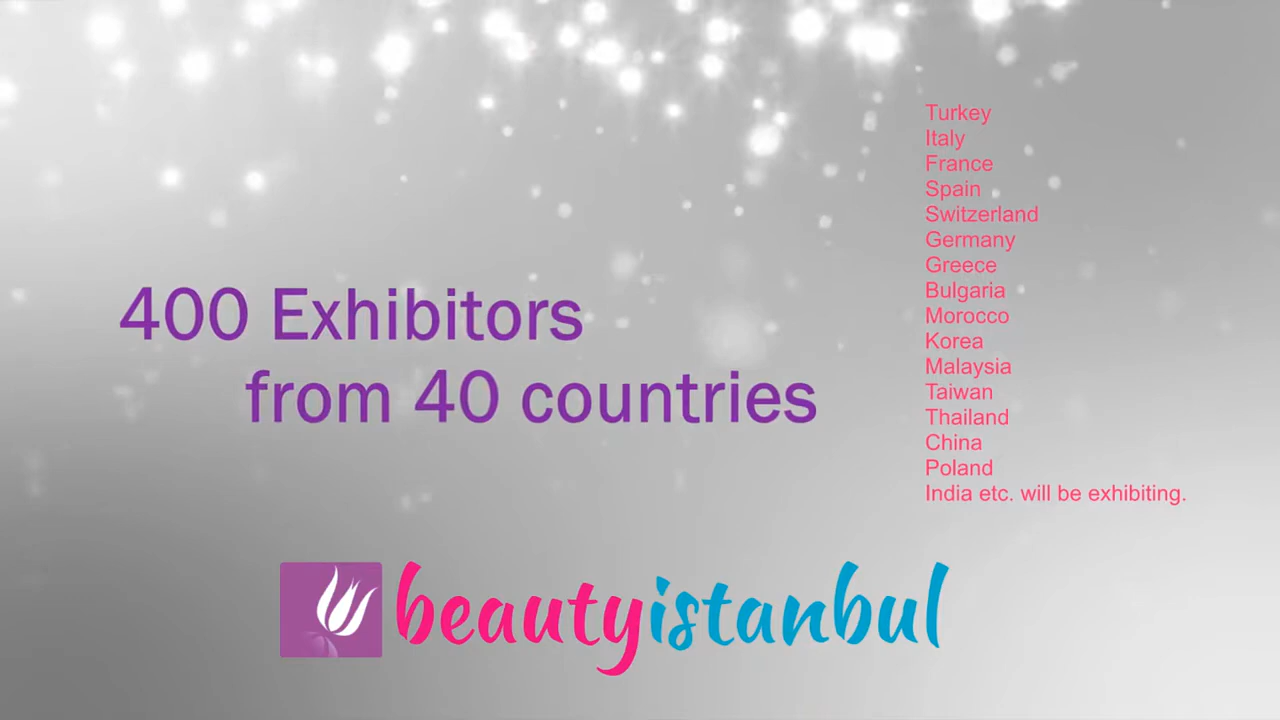 400 Exhibitors
from 40 countries
Turkey
Italy
France
Spain
Switzerland
Germany
Greece
Bulgaria
Morocco
Korea
Malaysia
Taiwan
Thailand
China
Poland
India etc. will be exhibiting.
beautyistanbul